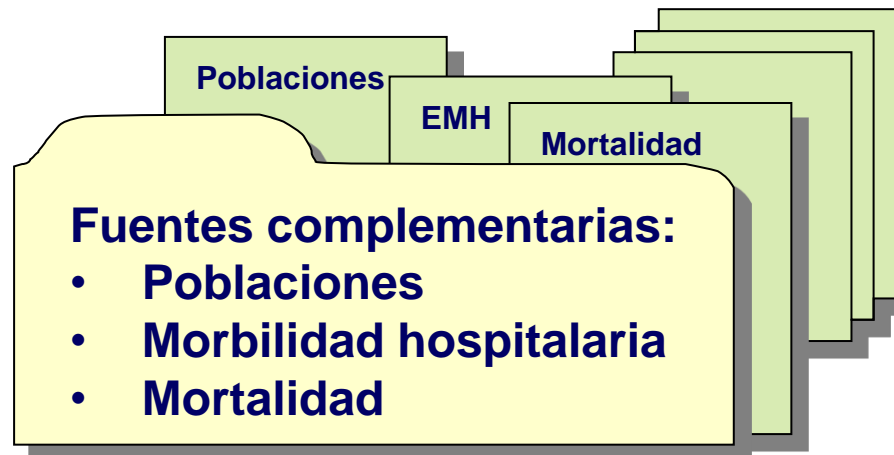 Poblaciones
EMH
Mortalidad
Fuentes complementarias:
• Poblaciones
• Morbilidad hospitalaria
• Mortalidad